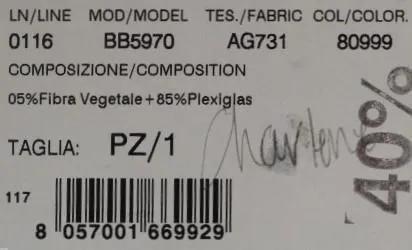 LN/LINE MOD/MODEL TES./FABRIC COL/COLOR.
0116 BB5970 AG731 80999
COMPOSIZIONE/COMPOSITION
05%Fibra Vegetale+85%Plexiglas
TAGLIA: PZ/1
40%
117
8 057001 669929